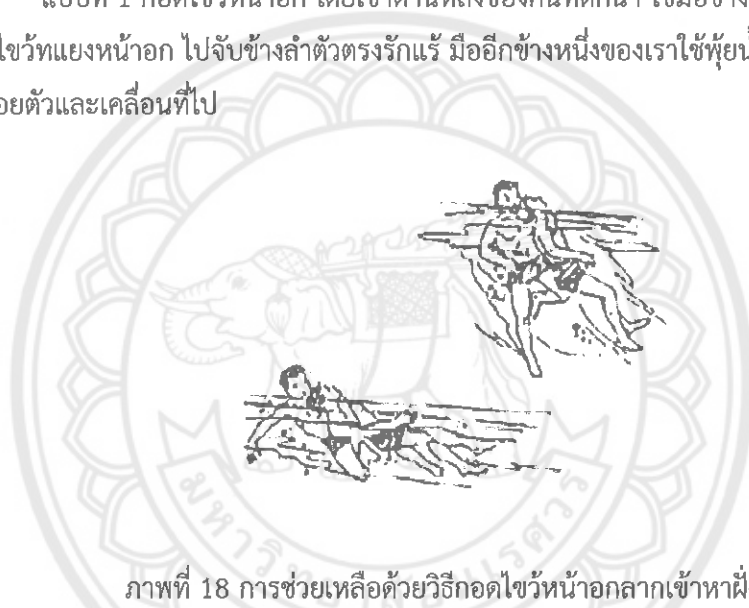 แบบที่ 1 กอดไขว้หน้าอก โดยเข้าด้านหลังของคนที่ตกน้ำ ใช้มือข้าง
ไขว้ทแยงหน้าอก ไปจับข้างลำตัวตรงรักแร้ มืออีกข้างหนึ่งของเราใช้พุ้ยน้
อยตัวและเคลื่อนที่ไป
ภาพที่ 18 การช่วยเหลือด้วยวิธีกอดไขว้หน้าอกลากเข้าหาฝั่